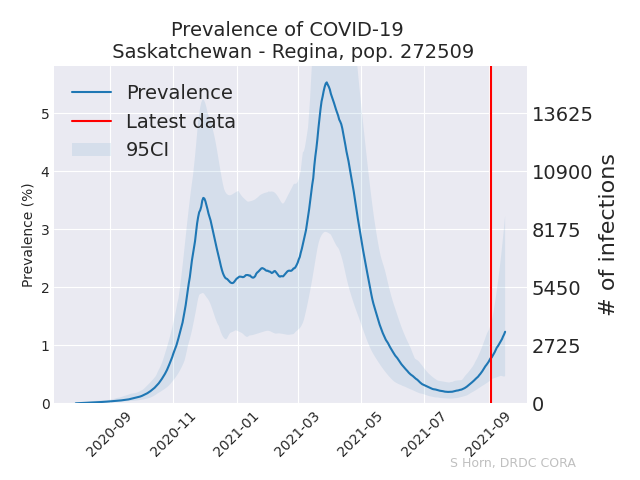 Prevalence of COVID-19
Saskatchewan - Regina, pop. 272509
Prevalence
Latest data
95CI
Prevalence (%)
5
4
3
2
1
0
13625
10900
8175
5450
2725
0
# of infections
2020-09
2020-11
2021-01
2021-03
2021-05
2021-07
2021-09
S Horn, DRDC CORA